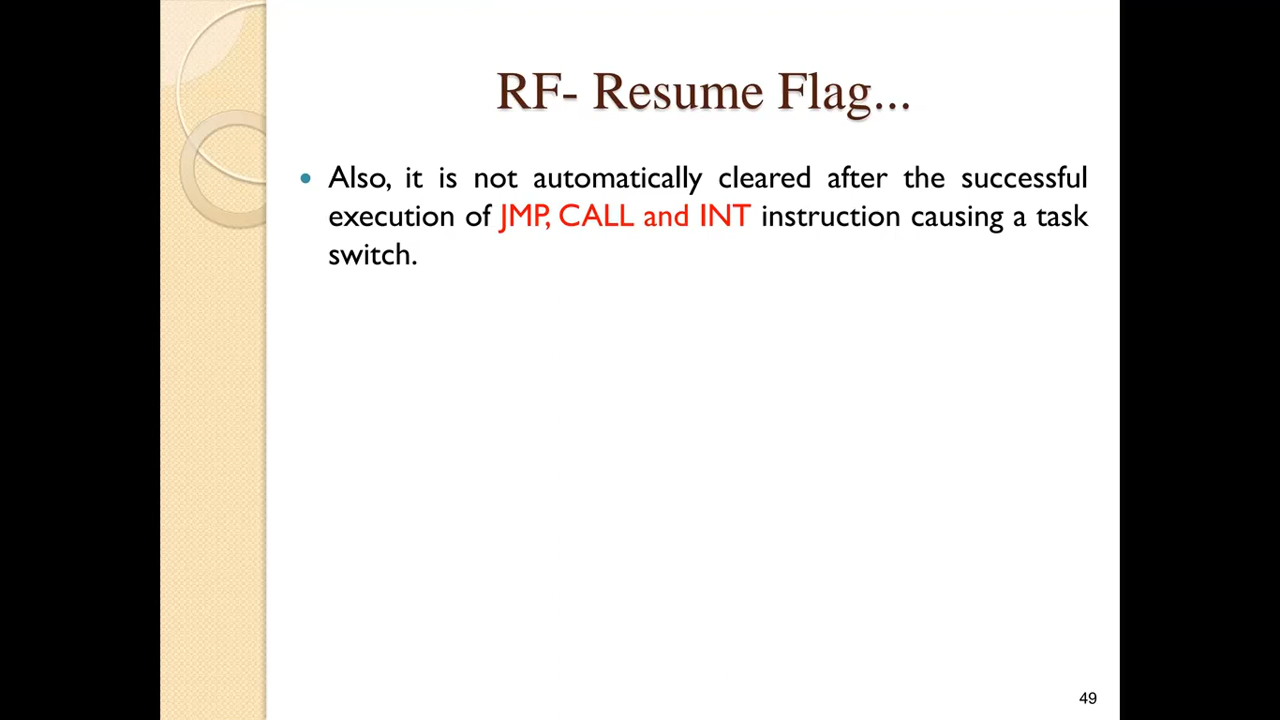 RF- Resume Flag...
• Also, it is not automatically cleared after the successful
execution of JMP, CALL and INT instruction causing a task
switch.
49